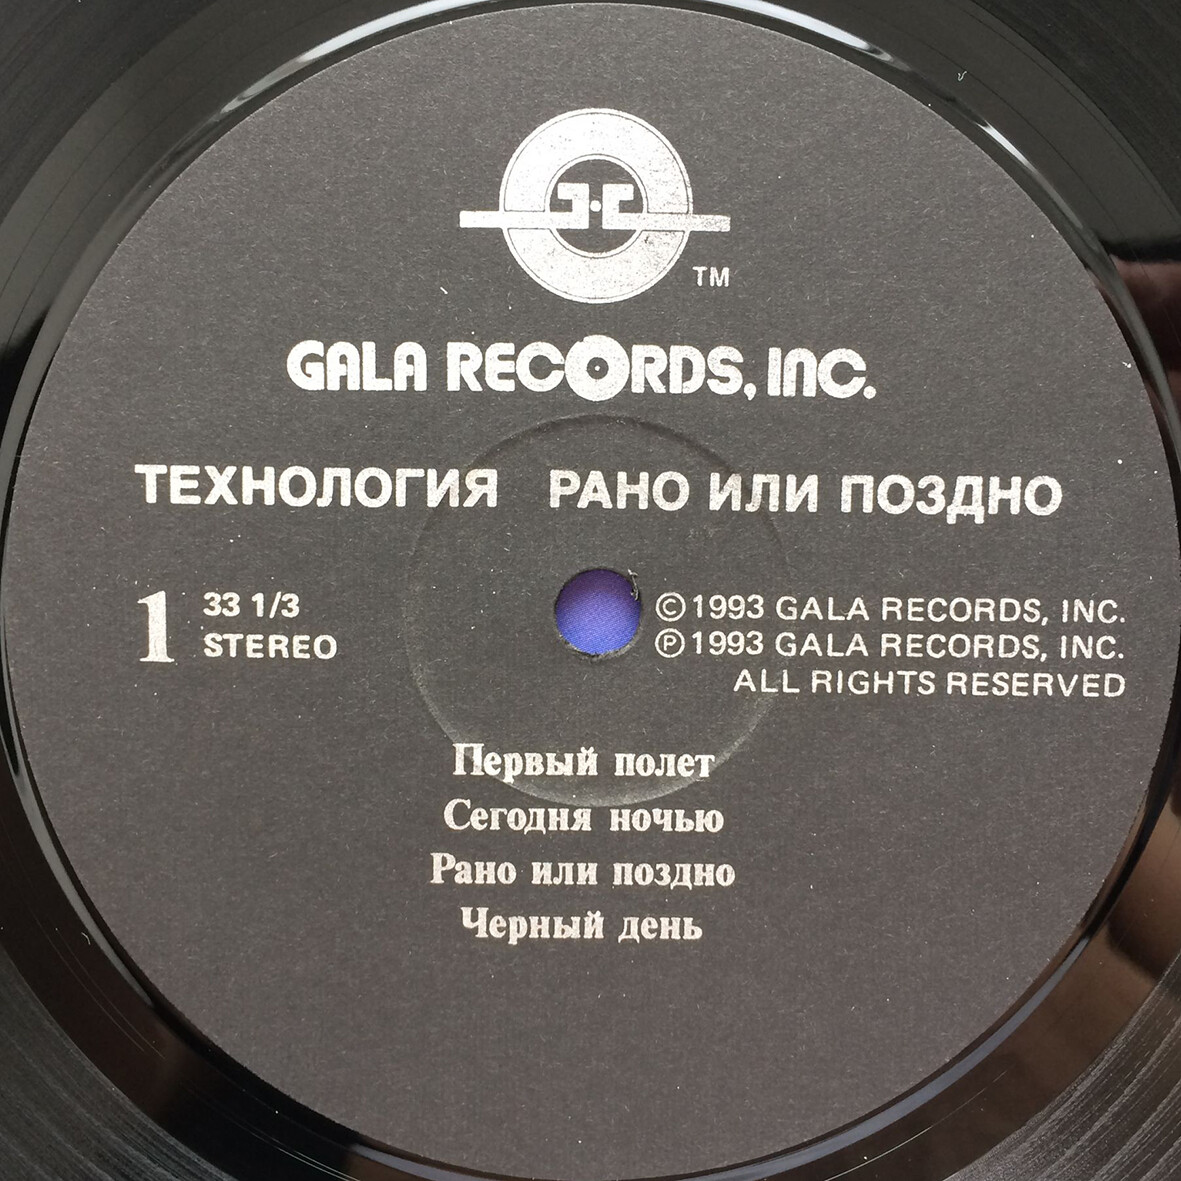 TM
GALA RECORDS, INC.
ТЕХНОЛОГИЯ РАНО ИЛИ ПОЗДНО
1 33 1/3
STEREO
©1993 GALA RECORDS, INC.
℗1993 GALA RECORDS, INC.
ALL RIGHTS RESERVED
Первый полет
Сегодня ночью
Рано или поздно
Черный день